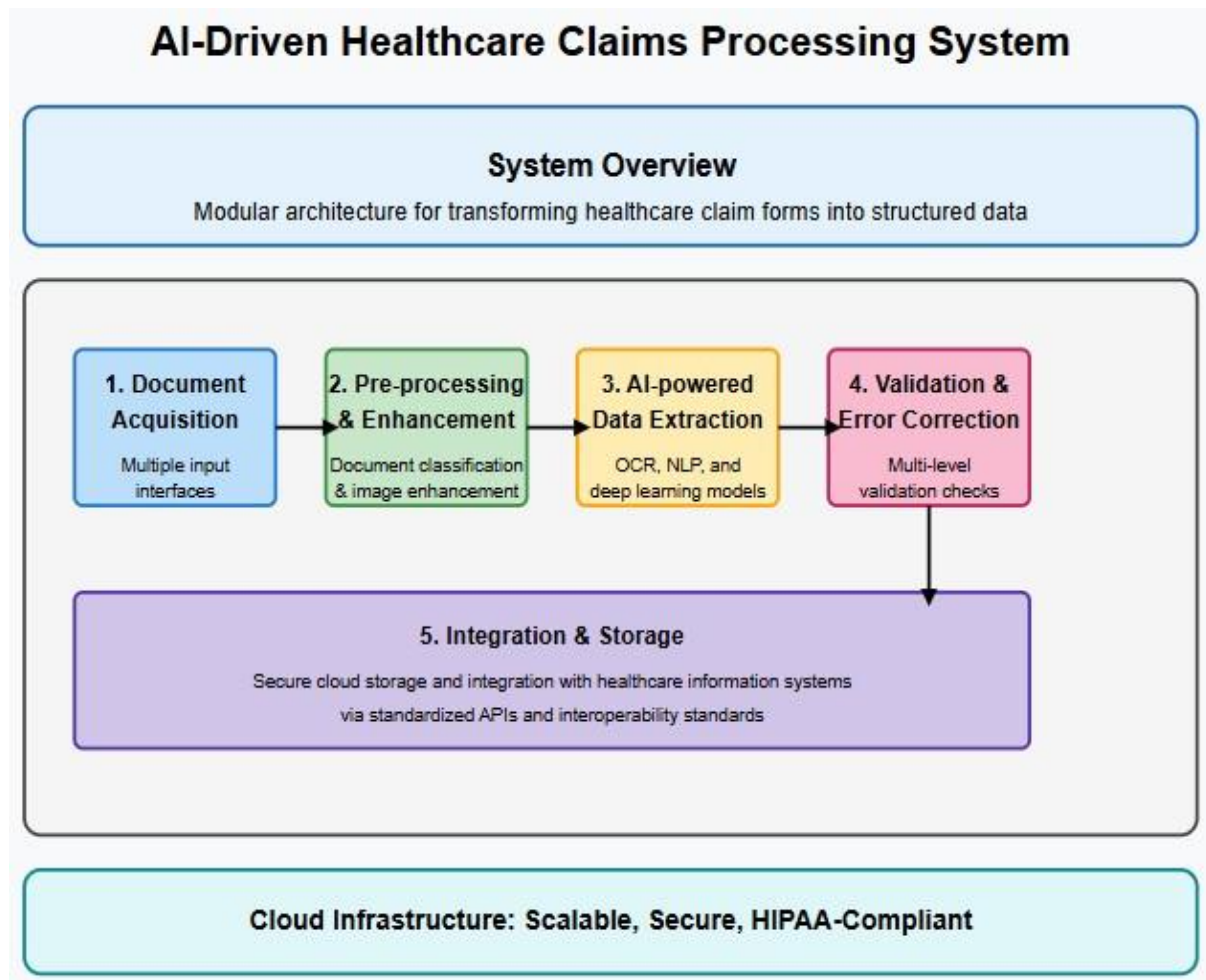 AI-Driven Healthcare Claims Processing System
System Overview
Modular architecture for transforming healthcare claim forms into structured data
1. Document
Acquisition
Multiple input
interfaces
2. Pre-processing
& Enhancement
Document classification
& image enhancement
3. AI-powered
Data Extraction
OCR, NLP, and
deep learning models
4. Validation &
Error Correction
Multi-level
validation checks
5. Integration & Storage
Secure cloud storage and integration with healthcare information systems
via standardized APIs and interoperability standards
Cloud Infrastructure: Scalable, Secure, HIPAA-Compliant